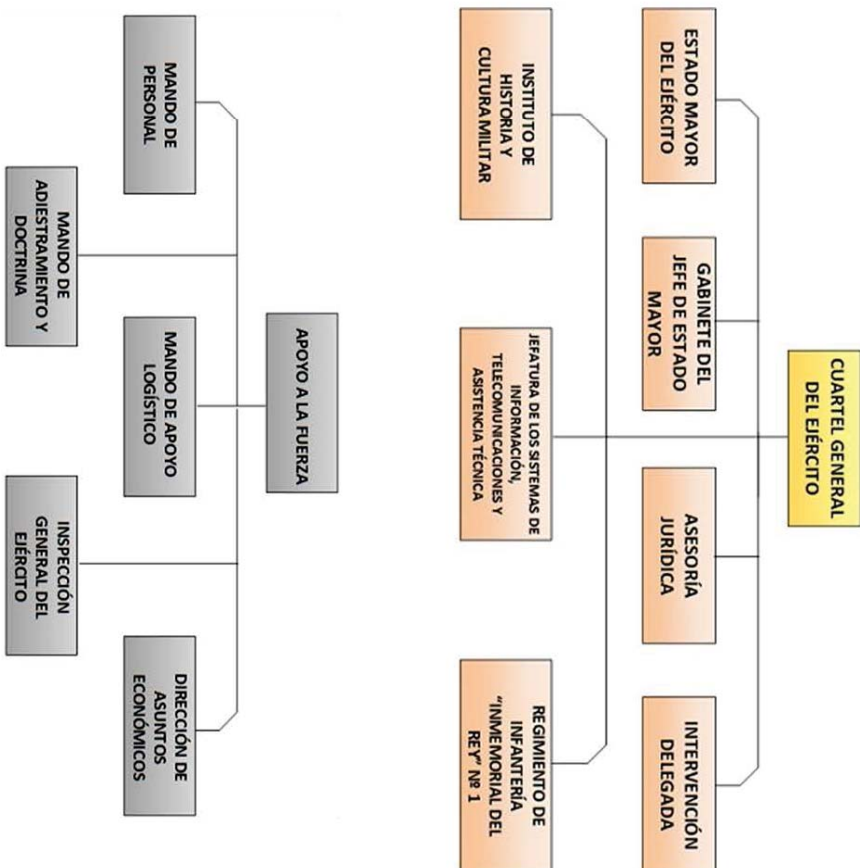 CUARTEL GENERAL
DEL EJÉRCITO
ESTADO MAYOR
DEL EJÉRCITO
GABINETE DEL
JEFE DE ESTADO
MAYOR
ASESORÍA
JURÍDICA
INTERVENCIÓN
DELEGADA
INSTITUTO DE
HISTORIA Y
CULTURA MILITAR
JEFATURA DE LOS SISTEMAS DE
INFORMACIÓN,
TELECOMUNICACIONES Y
ASISTENCIA TÉCNICA
REGIMIENTO DE
INFANTERÍA
“INMEMORIAL DEL
REY” Nº 1
APOYO A LA FUERZA
MANDO DE
PERSONAL
MANDO DE APOYO
LOGÍSTICO
DIRECCIÓN DE
ASUNTOS
ECONÓMICOS
MANDO DE
ADIESTRAMIENTO Y
DOCTRINA
INSPECCIÓN
GENERAL DEL
EJÉRCITO